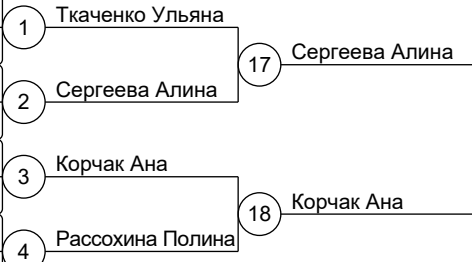 1 Ткаченко Ульяна
17 Сергеева Алина
2 Сергеева Алина
3 Корчак Ана
18 Корчак Ана
4 Рассохина Полина